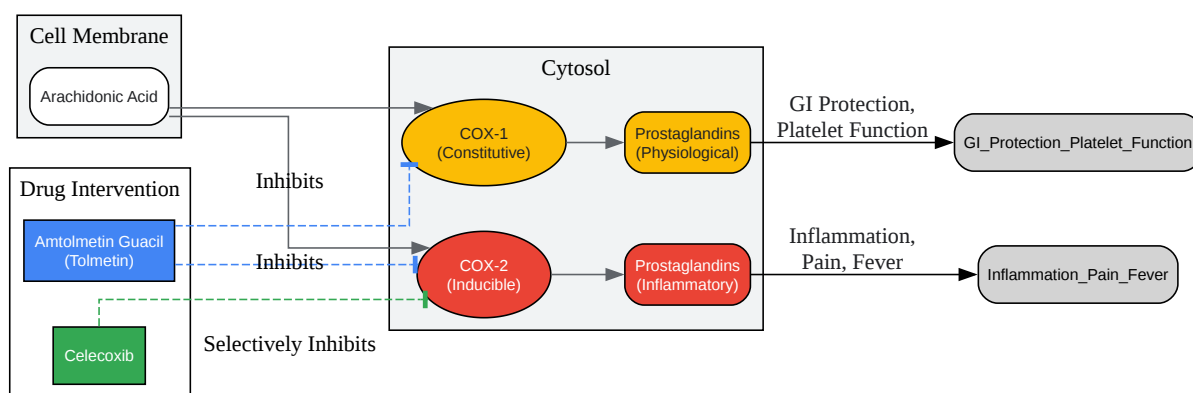 Cell Membrane
Arachidonic Acid
Drug Intervention
Amtolmetin Guacil
(Tolmetin)
Celecoxib
Inhibits
Inhibits
Selectively Inhibits
Cytosol
COX-1
(Constitutive)
Prostaglandins
(Physiological)
COX-2
(Inducible)
Prostaglandins
(Inflammatory)
GI Protection,
Platelet Function
GI_Protection_Platelet_Function
Inflammation,
Pain, Fever
Inflammation_Pain_Fever